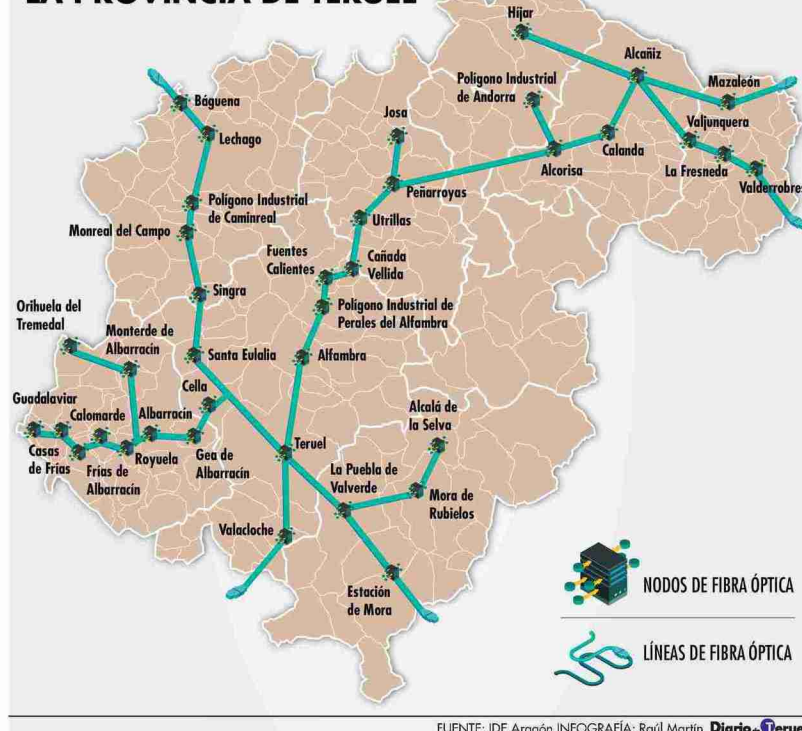 LA PROVINCIA DE TERUEL
Híjar
Alcañiz
Polígono Industrial
de Andorra
Mazaleón
Báguena
Josa
Valjunquera
Lechago
Calanda
Alcorisa
La Fresneda
Valderrobres
Peñarroyas
Polígono Industrial
de Caminreal
Utrillas
Monreal del Campo
Fuentes
Calientes
Cañada
Vellida
Singra
Polígono Industrial de
Perales del Alfambra
Orihuela del
Tremedal
Monterde de
Albarracín
Santa Eulalia
Alfambra
Cella
Guadalaviar
Calomarde
Albarracín
Alcalá de
la Selva
Teruel
Casas
de Frías
Frías de
Albarracín
Royuela
Gea de
Albarracín
La Puebla de
Valverde
Mora de
Rubielos
Valacloche
Estación
de Mora
NODOS DE FIBRA ÓPTICA
LÍNEAS DE FIBRA ÓPTICA
FUENTE: IDE Aragón INFOGRAFÍA: Raúl Martín Diario de Teruel